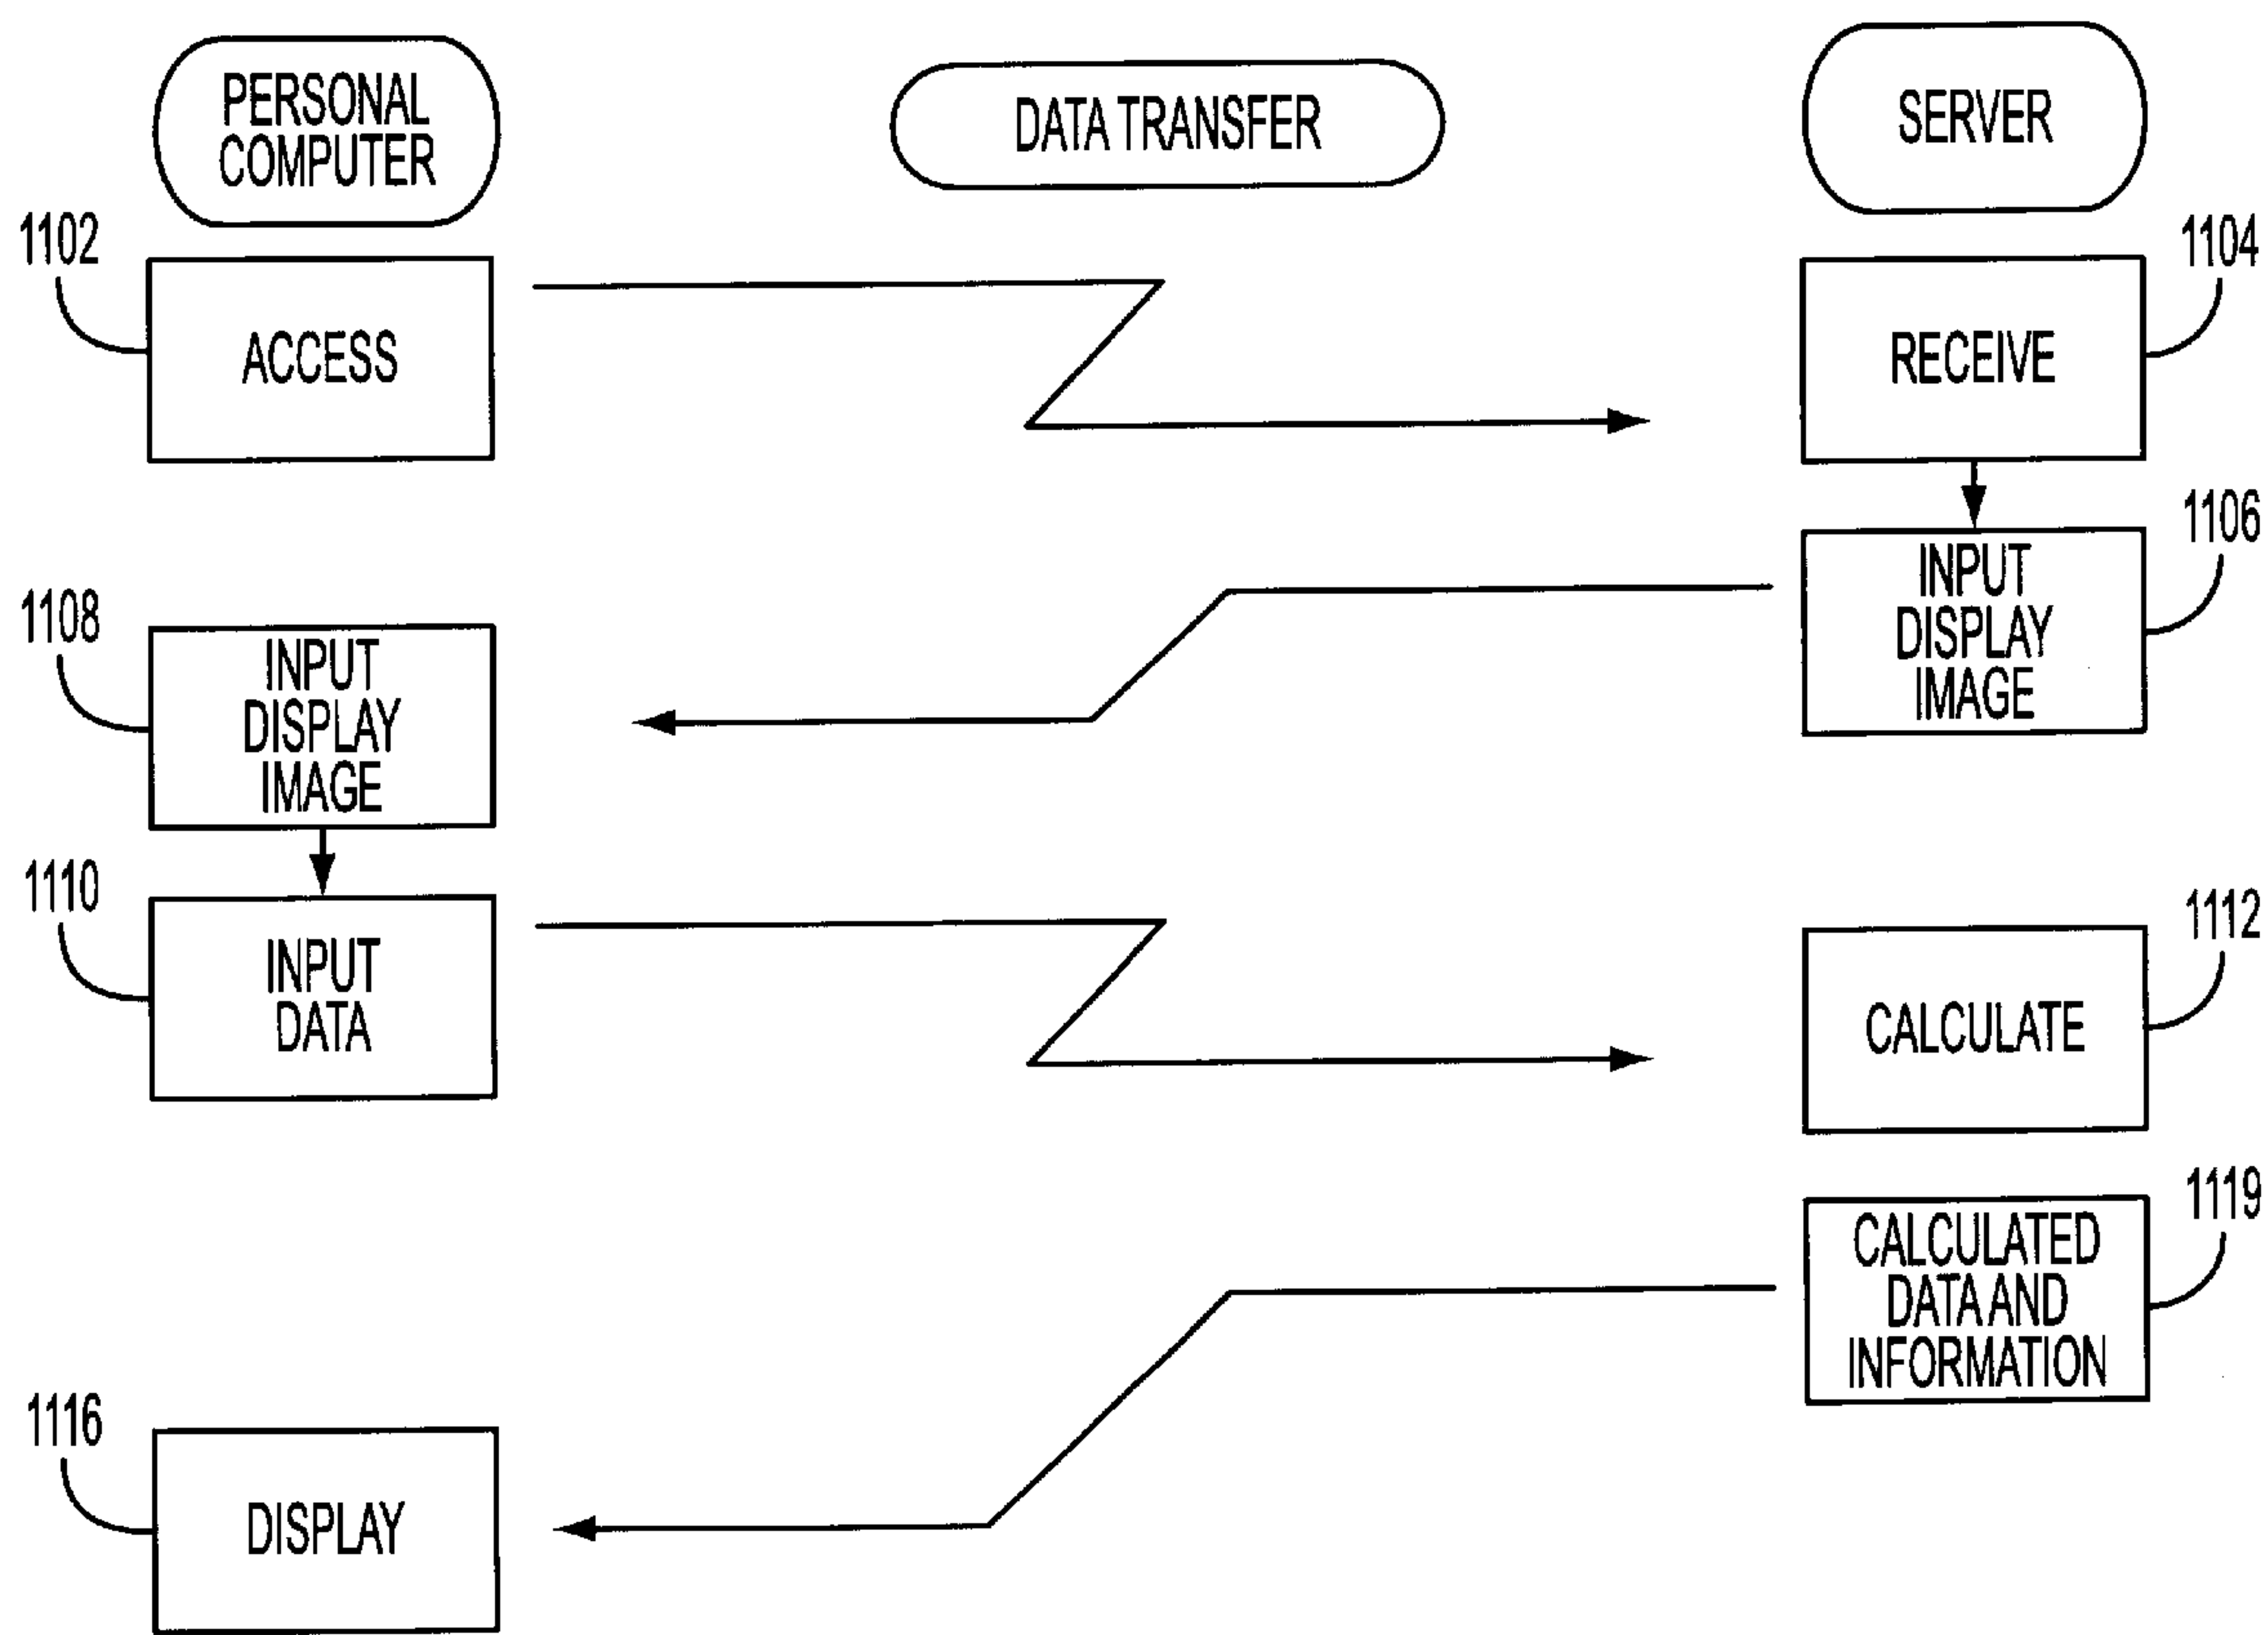 PERSONAL
COMPUTER
DATA TRANSFER
SERVER
1102
ACCESS
1104
RECEIVE
1106
INPUT
DISPLAY
IMAGE
1108
INPUT
DISPLAY
IMAGE
1110
INPUT
DATA
1112
CALCULATE
1119
CALCULATED
DATA AND
INFORMATION
1116
DISPLAY